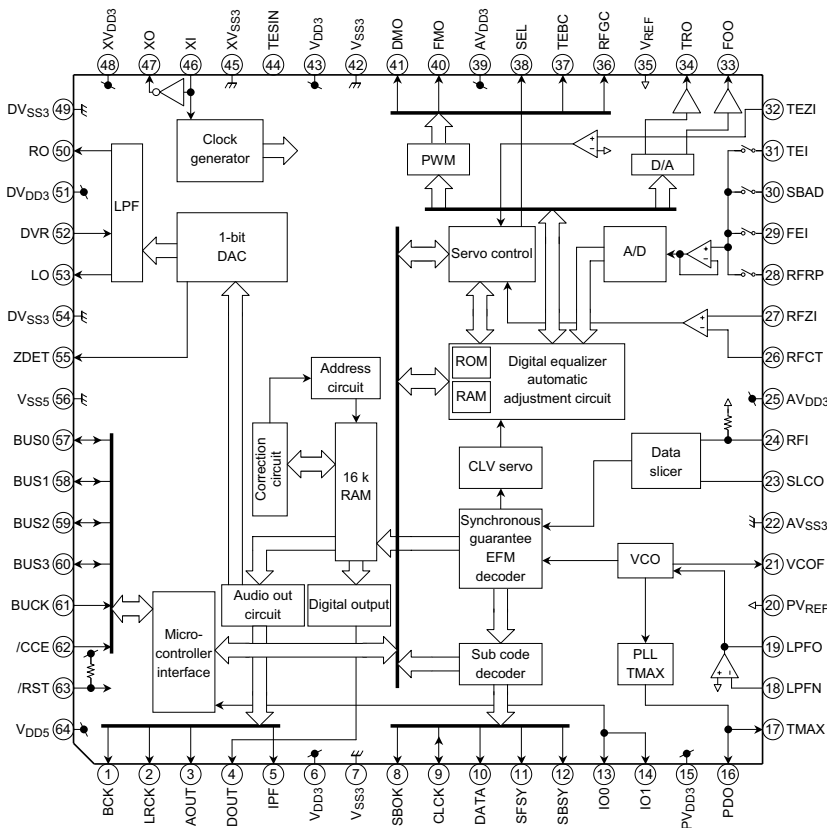 XVDD3
XO
XI
XVSS3
TESIN
VDD3
VSS3
DMO
FMO
AVDD3
SEL
TEBC
RFGC
VREF
TRO
FOO
48
47
46
45
44
43
42
41
40
39
38
37
36
35
34
33
DVSS3 49
RO 50
DVDD3 51
DVR 52
LO 53
DVSS3 54
ZDET 55
VSS5 56
BUS0 57
BUS1 58
BUS2 59
BUS3 60
BUCK 61
/CCE 62
/RST 63
VDD5 64
Clock
generator
LPF
1-bit
DAC
PWM
D/A
Servo control
A/D
ROM
RAM
Digital equalizer
automatic
adjustment circuit
Address
circuit
Correction
circuit
16 k
RAM
CLV servo
Data
slicer
Synchronous
guarantee
EFM
decoder
VCO
Audio out
circuit
Digital output
Micro-
controller
interface
Sub code
decoder
PLL
TMAX
32 TEZI
31 TEI
30 SBAD
29 FEI
28 RFRP
27 RFZI
26 RFCT
25 AVDD3
24 RFI
23 SLCO
22 AVSS3
21 VCOF
20 PVREF
19 LPFO
18 LPFN
17 TMAX
+
−
+
−
+
−
+
−
1
2
3
4
5
6
7
8
9
10
11
12
13
14
15
16
BCK
LRCK
AOUT
DOUT
IPF
VDD3
VSS3
SBOK
CLCK
DATA
SFSY
SBSY
IO0
IO1
PVDD3
PDO